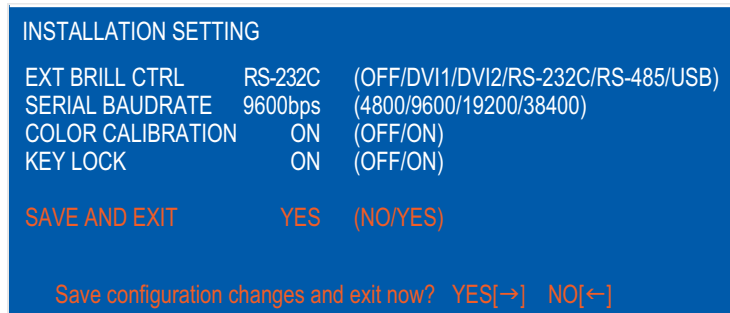 INSTALLATION SETTING
EXT BRILL CTRL RS-232C (OFF/DVI1/DVI2/RS-232C/RS-485/USB)
SERIAL BAUDRATE 9600bps (4800/9600/19200/38400)
COLOR CALIBRATION ON (OFF/ON)
KEY LOCK ON (OFF/ON)
SAVE AND EXIT YES (NO/YES)
Save configuration changes and exit now? YES[→] NO[←]